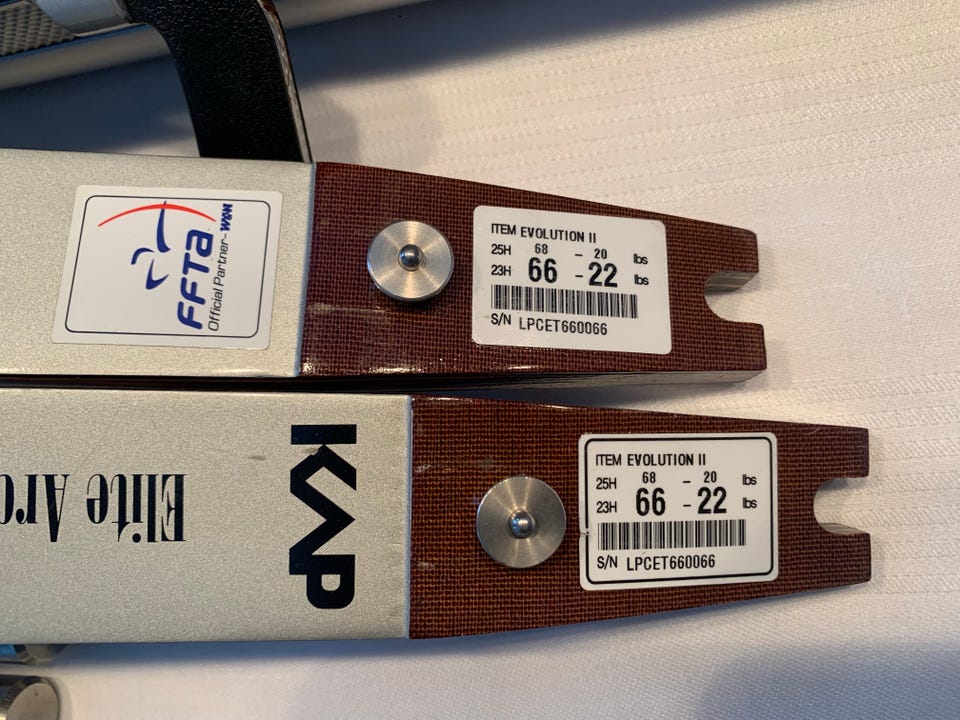 FFTa
Official Partner-WIN
ITEM EVOLUTION II
25H 68 - 20 lbs
23H 66 - 22 lbs
S/N LPCET660066
Elite Arc
KAP
ITEM EVOLUTION II
25H 68 - 20 lbs
23H 66 - 22 lbs
S/N LPCET660066